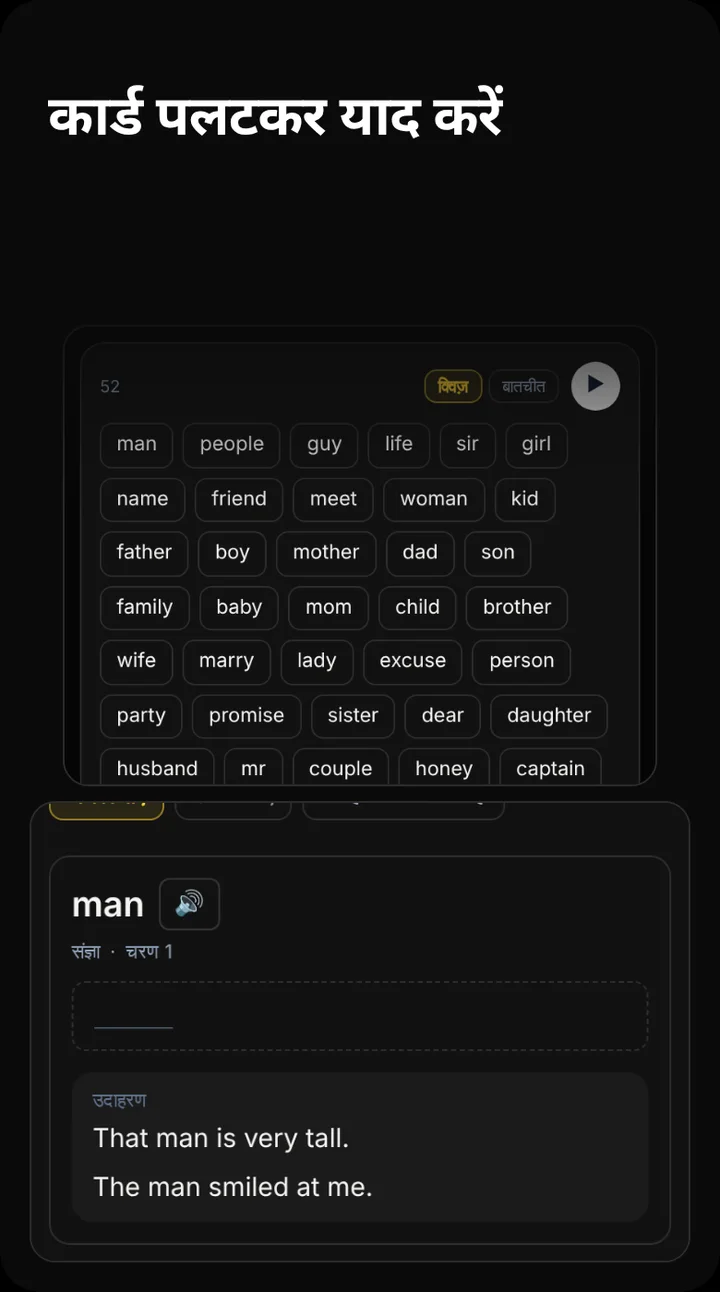 कार्ड पलटकर याद करें
52 क्विज़ बातचीत
man people guy life sir girl
name friend meet woman kid
father boy mother dad son
family baby mom child brother
wife marry lady excuse person
party promise sister dear daughter
husband mr couple honey captain
man
संज्ञा · चरण 1
उदाहरण
That man is very tall.
The man smiled at me.